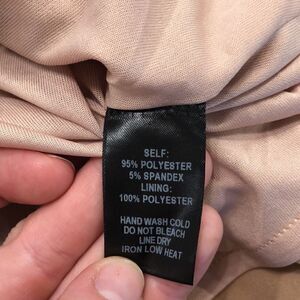 SELF:
95% POLYESTER
5% SPANDEX
LINING:
100% POLYESTER
HAND WASH COLD
DO NOT BLEACH
LINE DRY
IRON LOW HEAT